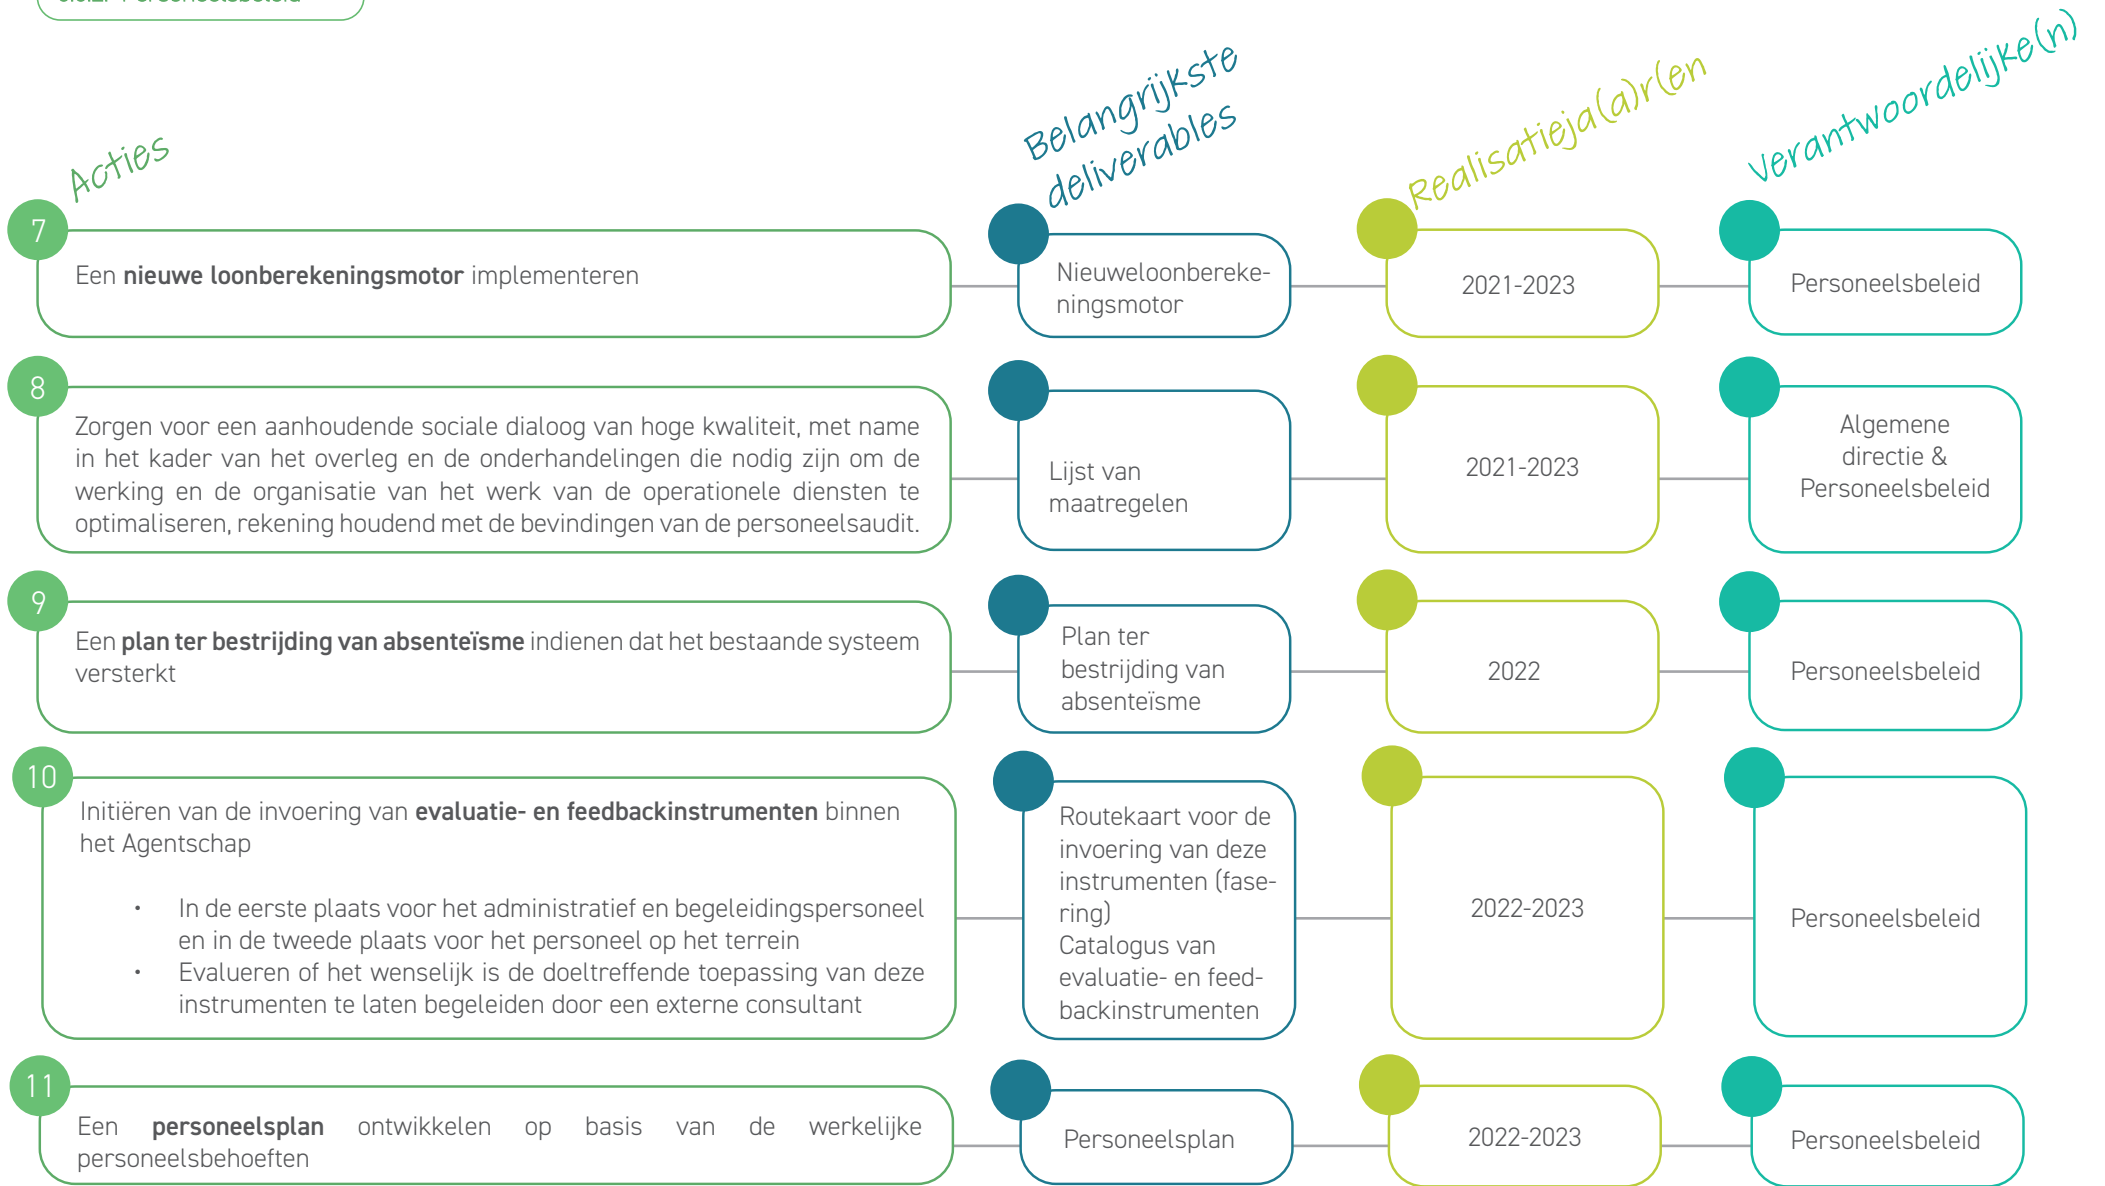 Acties
Belangrijkste
deliverables
Realisatieja(a)r(en
Verantwoordelijke(n)
7
Een nieuwe loonberekeningsmotor implementeren
Nieuweloonbereke-
ningsmotor
2021-2023
Personeelsbeleid
8
Zorgen voor een aanhoudende sociale dialoog van hoge kwaliteit, met name
in het kader van het overleg en de onderhandelingen die nodig zijn om de
werking en de organisatie van het werk van de operationele diensten te
optimaliseren, rekening houdend met de bevindingen van de personeelsaudit.
Lijst van
maatregelen
2021-2023
Algemene
directie &
Personeelsbeleid
9
Een plan ter bestrijding van absenteïsme indienen dat het bestaande systeem
versterkt
Plan ter
bestrijding van
absenteïsme
2022
Personeelsbeleid
10
Initiëren van de invoering van evaluatie- en feedbackinstrumenten binnen
het Agentschap
• In de eerste plaats voor het administratief en begeleidingspersoneel
en in de tweede plaats voor het personeel op het terrein
• Evalueren of het wenselijk is de doeltreffende toepassing van deze
instrumenten te laten begeleiden door een externe consultant
Routekaart voor de
invoering van deze
instrumenten (fase-
ring)
Catalogus van
evaluatie- en feed-
backinstrumenten
2022-2023
Personeelsbeleid
11
Een personeelsplan ontwikkelen op basis van de werkelijke
personeelsbehoeften
Personeelsplan
2022-2023
Personeelsbeleid